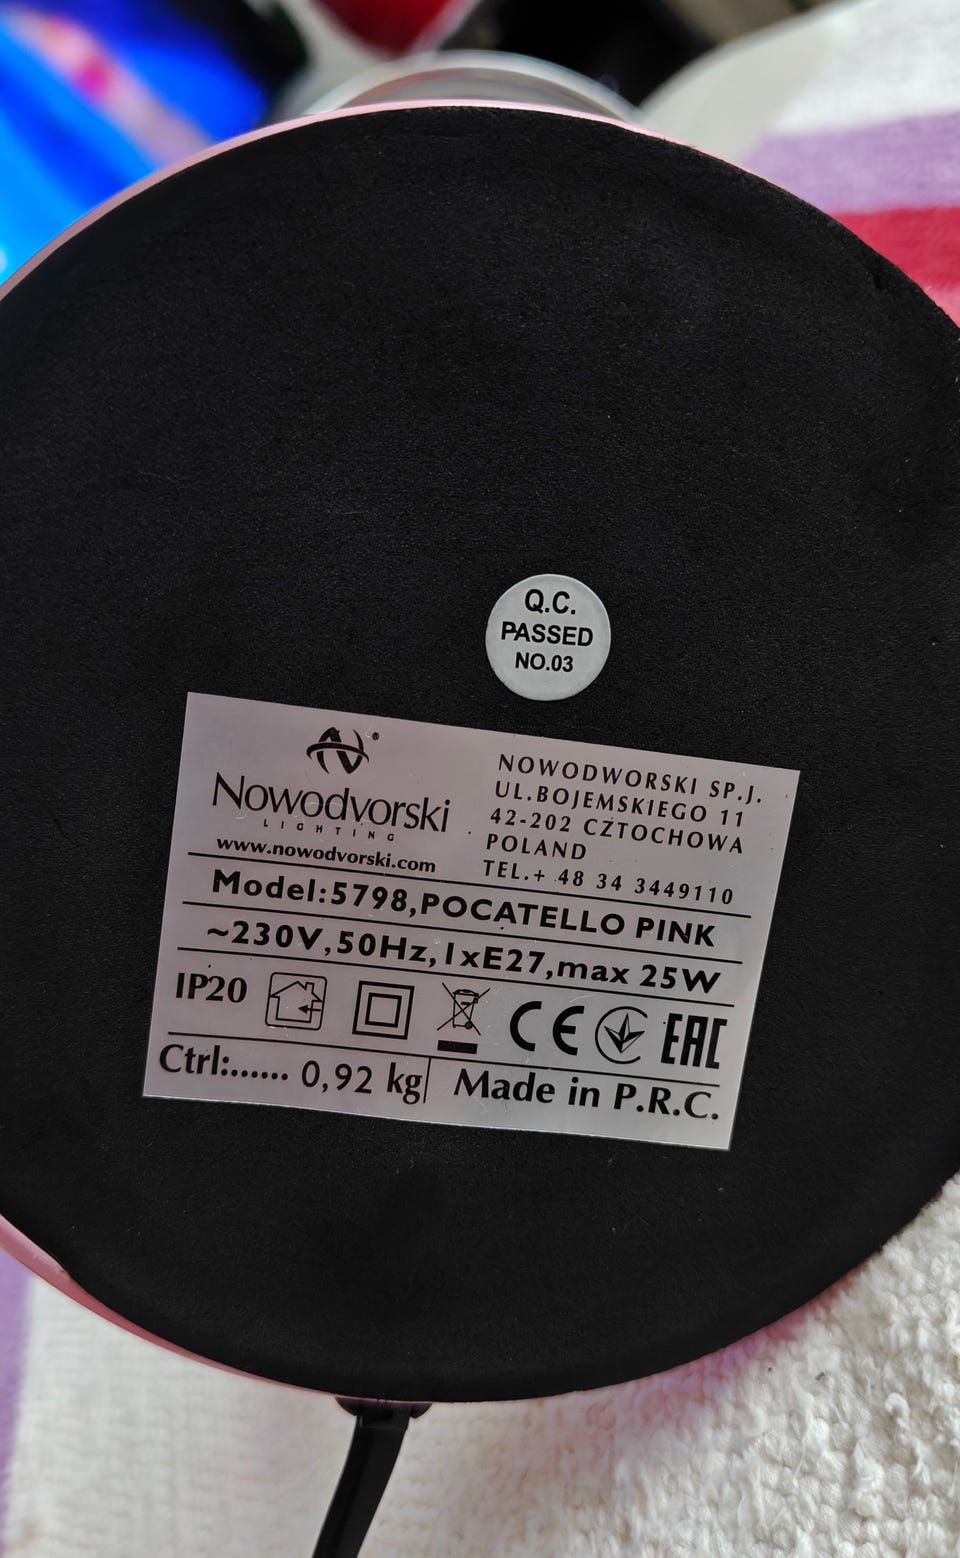 Q.C.
PASSED
NO.03
N®
Nowodvorski
LIGHTING
www.nowodvorski.com
NOWODWORSKI SP.J.
UL.BOJEMSKIEGO 11
42-202 CZTOCHOWA
POLAND
TEL.+ 48 34 3449110
Model:5798,POCATELLO PINK
~230V,50Hz,1xE27,max 25W
IP20 CE EAC
Ctrl:...... 0,92 kg Made in P.R.C.